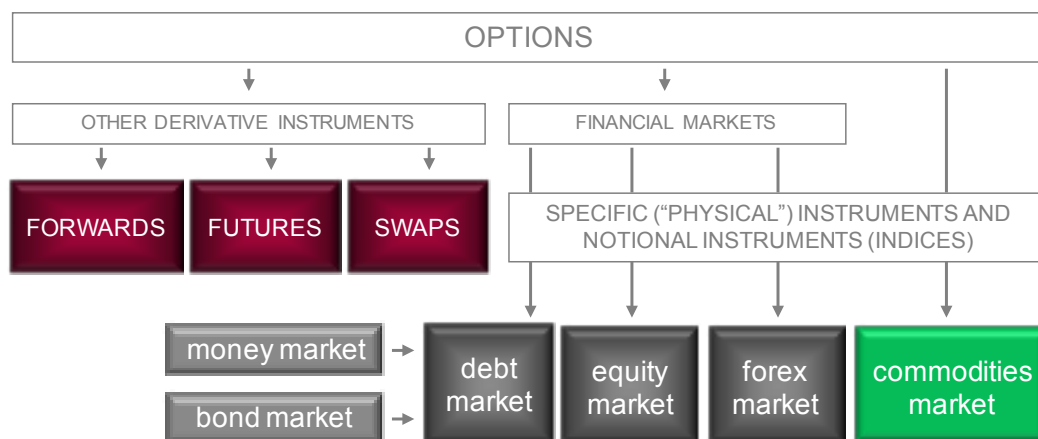 OPTIONS
OTHER DERIVATIVE INSTRUMENTS
FINANCIAL MARKETS
FORWARDS
FUTURES
SWAPS
SPECIFIC (“PHYSICAL”) INSTRUMENTS AND
NOTIONAL INSTRUMENTS (INDICES)
money market
bond market
debt
market
equity
market
forex
market
commodities
market